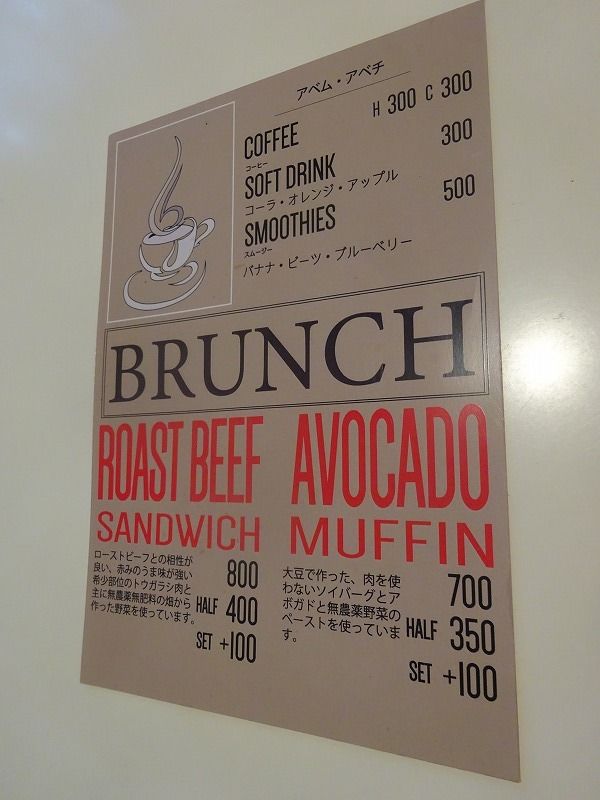 アベム・アベチ
COFFEE H 300 C 300
コーヒー
SOFT DRINK 300
コーラ・オレンジ・アップル
SMOOTHIES 500
スムージー
バナナ・ビーツ・ブルーベリー
BRUNCH
ROAST BEEF
SANDWICH
ローストビーフとの相性が
良い、赤みのうま味が強い
希少部位のトウガラシ肉と
主に無農薬無肥料の畑から
作った野菜を使っています。
800
HALF 400
SET +100
AVOCADO
MUFFIN
大豆で作った、肉を使
わないソイバーグとア
ボガドと無農薬野菜の
ペーストを使っていま
す。
700
HALF 350
SET +100